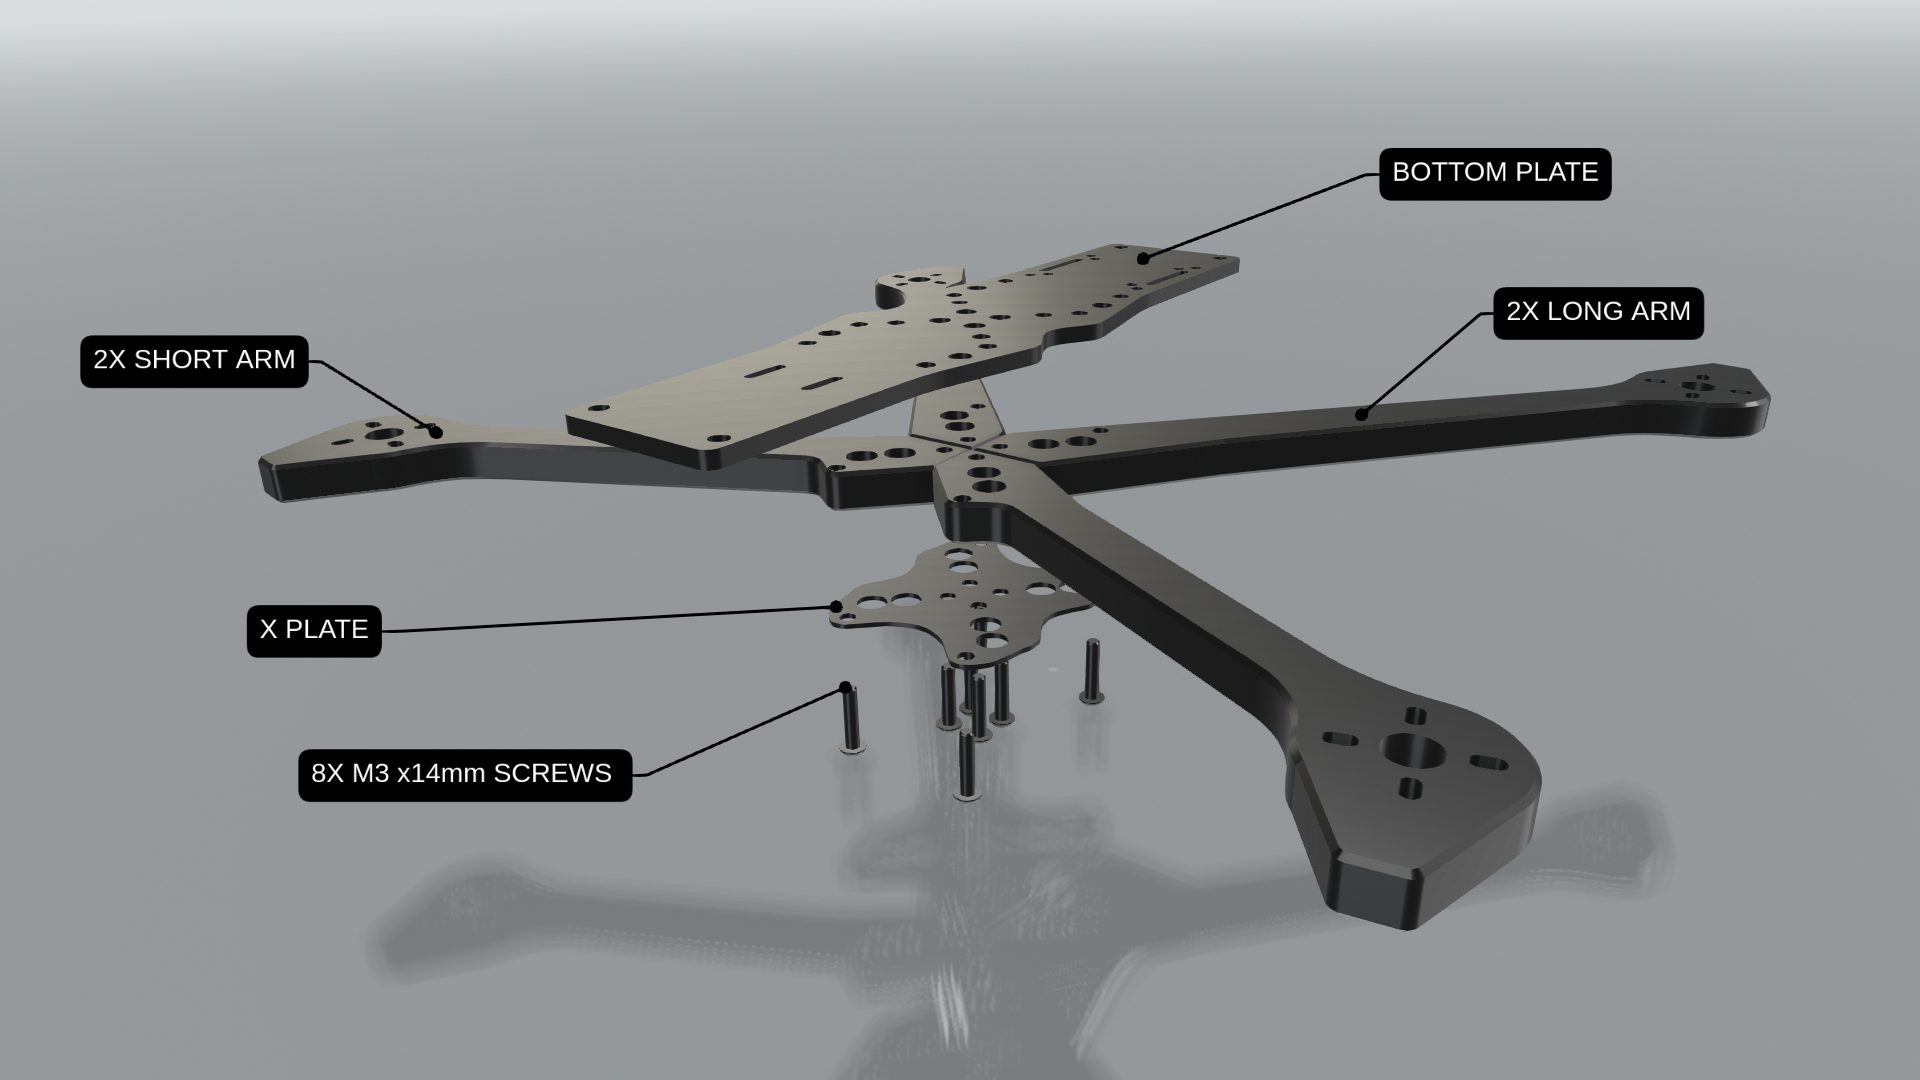 BOTTOM PLATE
2X LONG ARM
2X SHORT ARM
X PLATE
8X M3 x14mm SCREWS